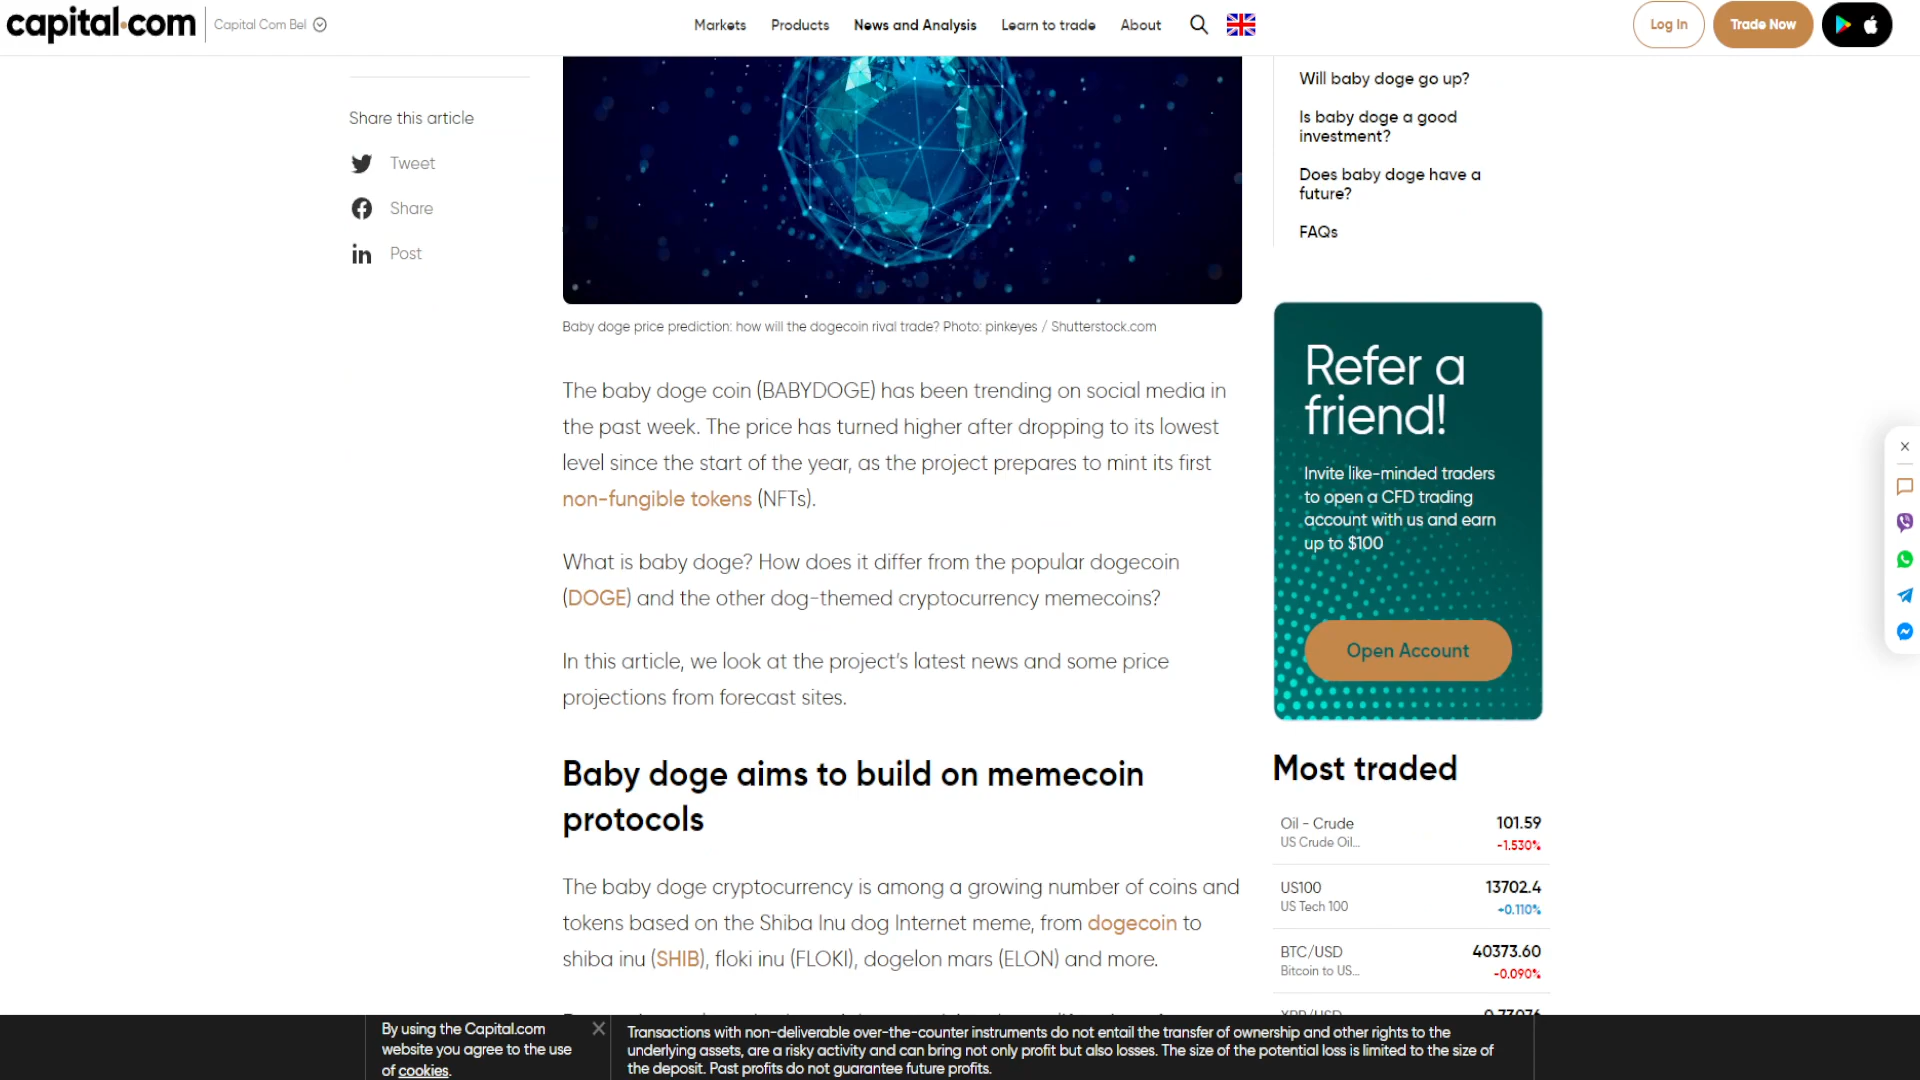 capital.com
Capital Com Bel
Markets
Products
News and Analysis
Learn to trade
About
Log In
Trade Now
Share this article
Tweet
Share
Post
Will baby doge go up?
Is baby doge a good
investment?
Does baby doge have a
future?
FAQs
Baby doge price prediction: how will the dogecoin rival trade? Photo: pinkeyes / Shutterstock.com
The baby doge coin (BABYDOGE) has been trending on social media in
the past week. The price has turned higher after dropping to its lowest
level since the start of the year, as the project prepares to mint its first
non-fungible tokens (NFTs).
What is baby doge? How does it differ from the popular dogecoin
(DOGE) and the other dog-themed cryptocurrency memecoins?
In this article, we look at the project's latest news and some price
projections from forecast sites.
Baby doge aims to build on memecoin
protocols
The baby doge cryptocurrency is among a growing number of coins and
tokens based on the Shiba Inu dog Internet meme, from dogecoin to
shiba inu (SHIB), floki inu (FLOKI), dogelon mars (ELON) and more.
Refer a
friend!
Invite like-minded traders
to open a CFD trading
account with us and earn
up to $100
Open Account
Most traded
Oil - Crude 101.59
US Crude Oil... -1.530%
US100 13702.4
US Tech 100 +0.110%
BTC/USD 40373.60
Bitcoin to US... -0.090%
By using the Capital.com
website you agree to the use
of cookies.
Transactions with non-deliverable over-the-counter instruments do not entail the transfer of ownership and other rights to the
underlying assets, are a risky activity and can bring not only profit but also losses. The size of the potential loss is limited to the size of
the deposit. Past profits do not guarantee future profits.